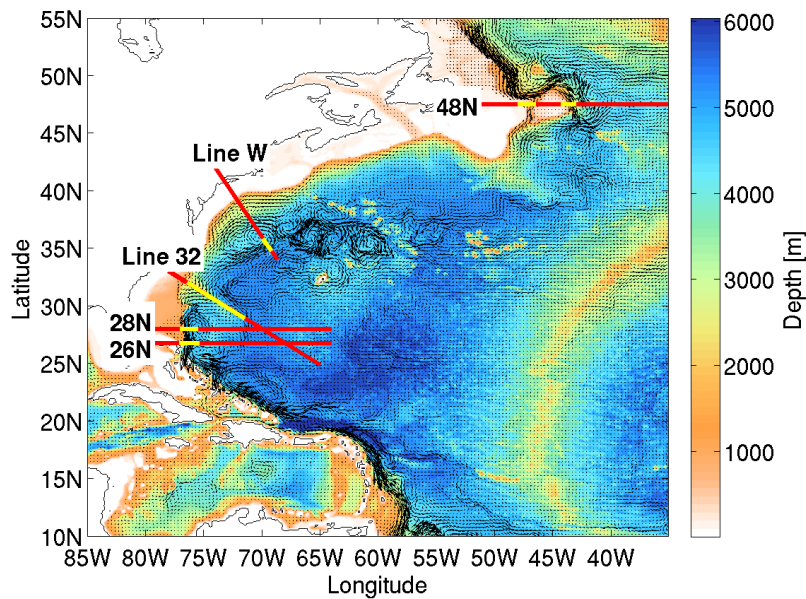 55N
50N
45N
40N
35N
30N
25N
20N
15N
10N
Latitude
85W 80W 75W 70W 65W 60W 55W 50W 45W 40W
Longitude
48N
Line W
Line 32
28N
26N
6000
5000
4000
3000
2000
1000
Depth [m]